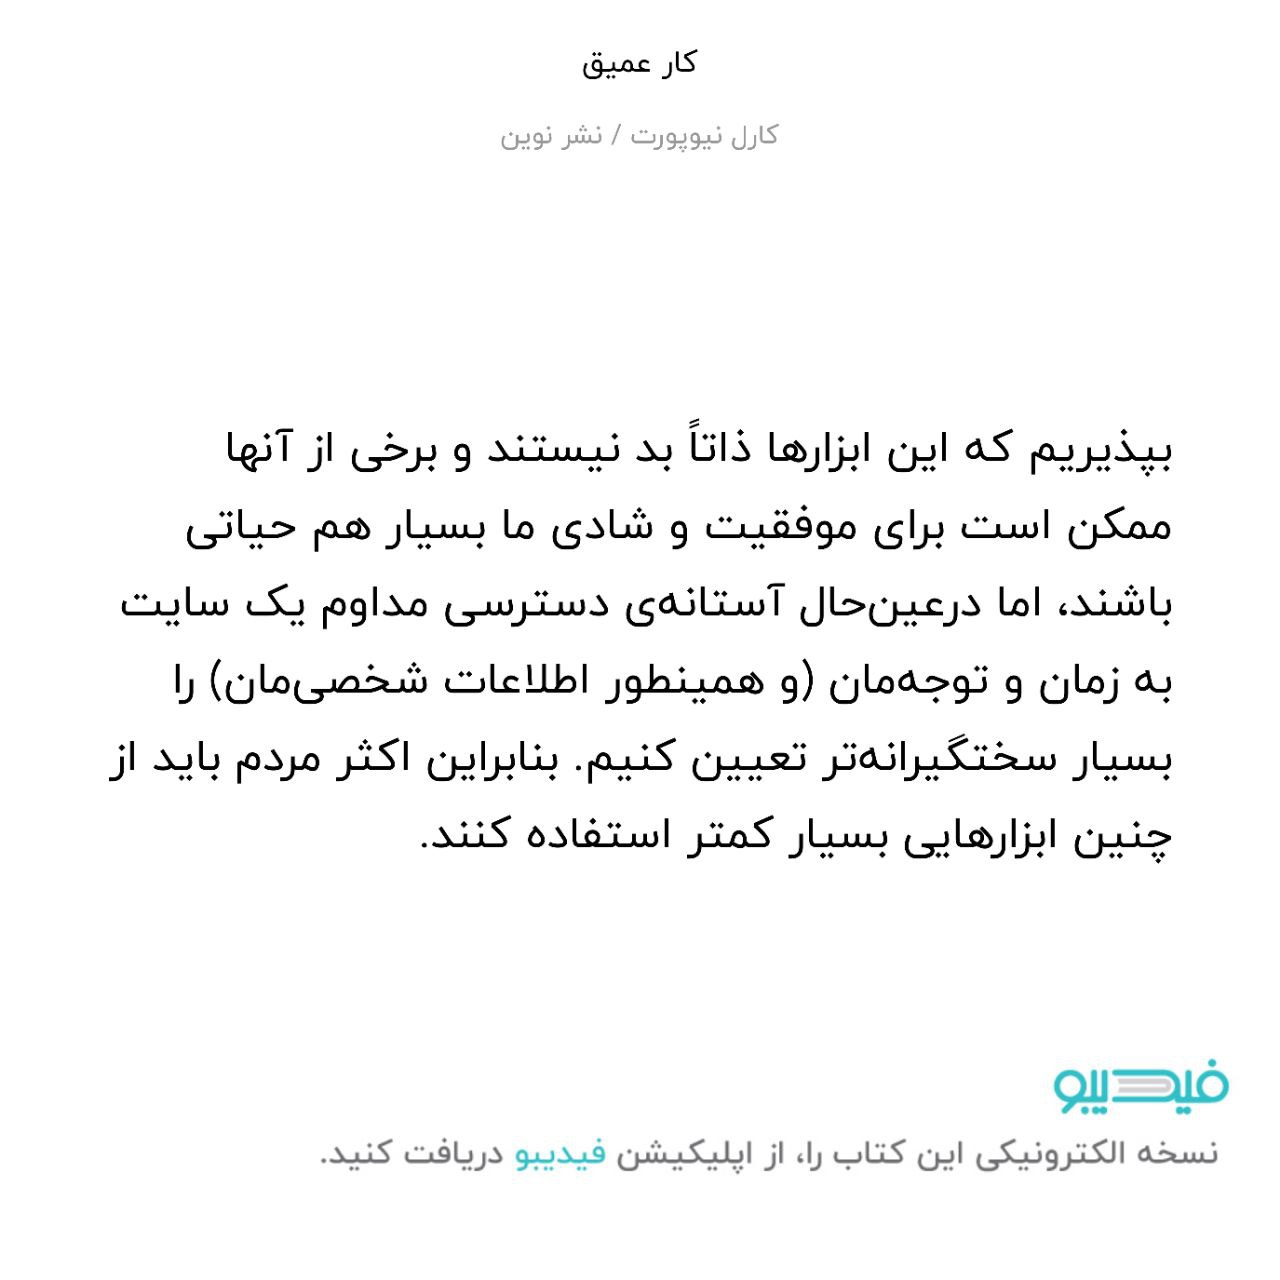 کار عمیق
کارل نیوپورت / نشر نوین
بپذیریم که این ابزارها ذاتاً بد نیستند و برخی از آنها
ممکن است برای موفقیت و شادی ما بسیار هم حیاتی
باشند، اما درعین‌حال آستانه‌ی دسترسی مداوم یک سایت
به زمان و توجه‌مان (و همینطور اطلاعات شخصی‌مان) را
بسیار سختگیرانه‌تر تعیین کنیم. بنابراین اکثر مردم باید از
چنین ابزارهایی بسیار کمتر استفاده کنند.
فیدیبو
نسخه الکترونیکی این کتاب را، از اپلیکیشن فیدیبو دریافت کنید.